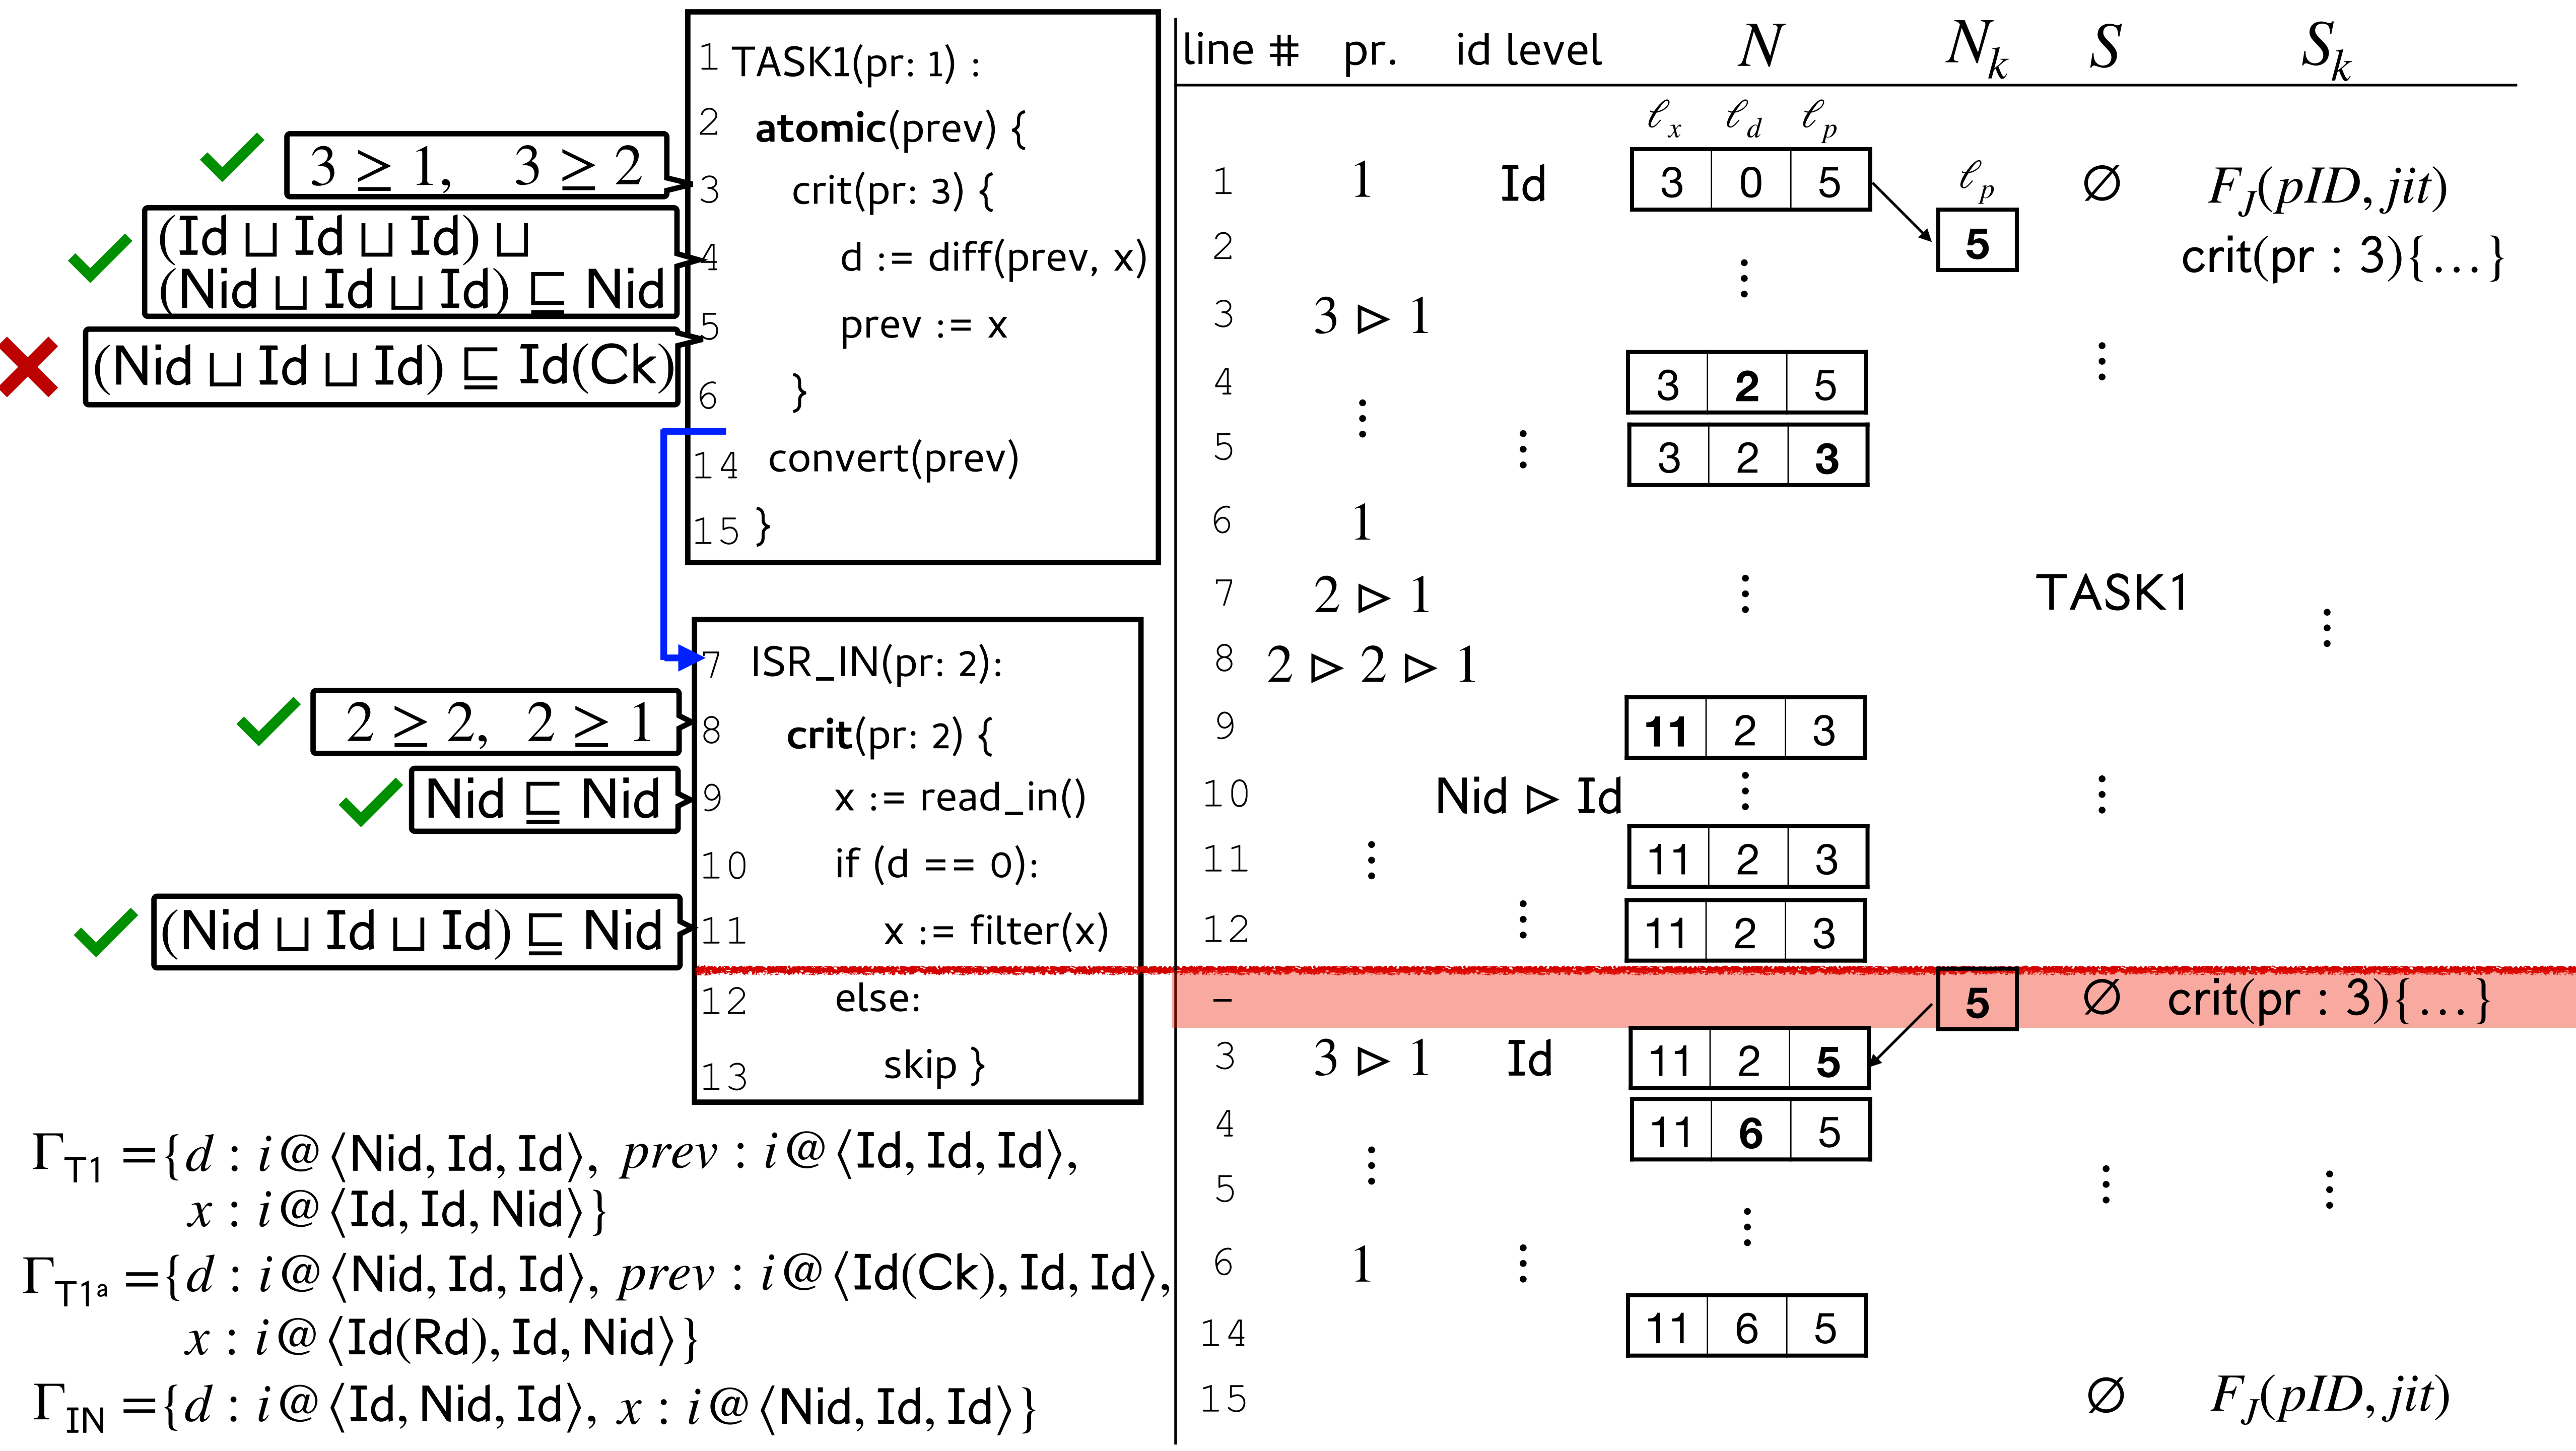 1 TASK1(pr: 1) :
2 atomic(prev) {
3 crit(pr: 3) {
4 d := diff(prev, x)
5 prev := x
6 }
14 convert(prev)
15 }
3 ≥ 1, 3 ≥ 2
(Id ⊔ Id ⊔ Id) ⊔
(Nid ⊔ Id ⊔ Id) ⊑ Nid
(Nid ⊔ Id ⊔ Id) ⊑ Id(Ck)
7 ISR_IN(pr: 2):
8 crit(pr: 2) {
9 x := read_in()
10 if (d == 0):
11 x := filter(x)
12 else:
13 skip }
2 ≥ 2, 2 ≥ 1
Nid ⊑ Nid
(Nid ⊔ Id ⊔ Id) ⊑ Nid
Γ_T1 ={d : i@⟨Nid, Id, Id⟩, prev : i@⟨Id, Id, Id⟩,
x : i@⟨Id, Id, Nid⟩}
Γ_T1ᵃ ={d : i@⟨Nid, Id, Id⟩, prev : i@⟨Id(Ck), Id, Id⟩,
x : i@⟨Id(Rd), Id, Nid⟩}
Γ_IN ={d : i@⟨Id, Nid, Id⟩, x : i@⟨Nid, Id, Id⟩}
line # pr. id level N N_k S S_k
ℓ_x ℓ_d ℓ_p
1 1 Id 3 0 5 ℓ_p ∅ F_J(pID, jit)
2 ⋮ 5 crit(pr : 3){…}
3 3 ▷ 1 ⋮ ⋮
4 ⋮ 3 2 5
5 ⋮ 3 2 3
6 1
7 2 ▷ 1 ⋮ TASK1 ⋮
8 2 ▷ 2 ▷ 1
9 11 2 3
10 Nid ▷ Id ⋮ ⋮
11 ⋮ 11 2 3
12 ⋮ 11 2 3
– 5 ∅ crit(pr : 3){…}
3 3 ▷ 1 Id 11 2 5
4 ⋮ 11 6 5
5 ⋮ ⋮ ⋮
6 1 ⋮
14 11 6 5
15 ∅ F_J(pID, jit)